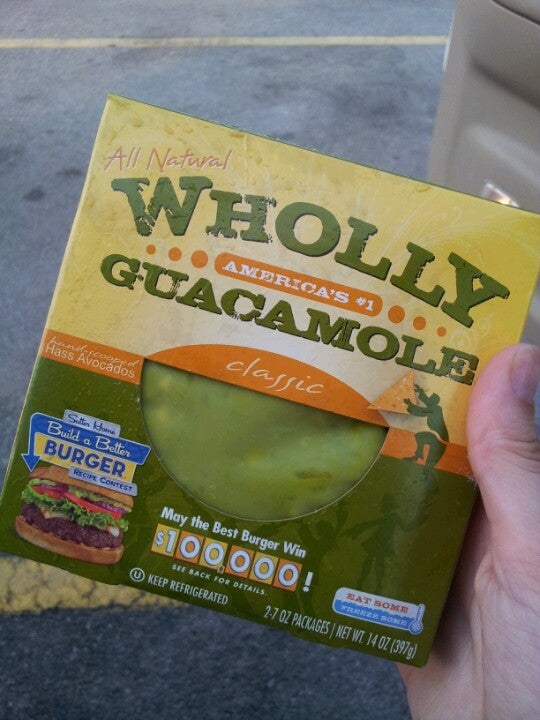 All Natural
WHOLLY
AMERICA'S #1
GUACAMOLE
classic
hand-scooped
Hass Avocados
Sutter Home
Build a Better
BURGER
RECIPE CONTEST
May the Best Burger Win
$100,000!
SEE BACK FOR DETAILS.
U KEEP REFRIGERATED
2-7 OZ PACKAGES | NET WT. 14 OZ (397g)
EAT SOME
FREEZE SOME